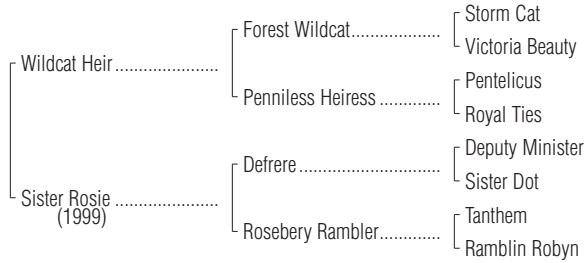 Storm Cat
Forest Wildcat....................
Victoria Beauty
Wildcat Heir.......................
Pentelicus
Penniless Heiress..............
Royal Ties
Deputy Minister
Defrere................................
Sister Dot
Sister Rosie.......................
(1999)
Tanthem
Rosebery Rambler..............
Ramblin Robyn